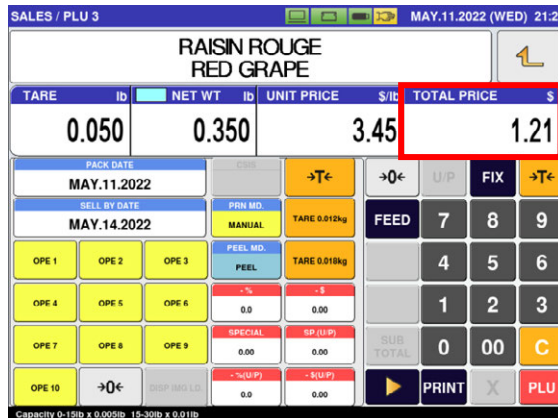 SALES / PLU 3 MAY.11.2022 (WED) 21:2
RAISIN ROUGE
RED GRAPE
TARE lb NET WT lb UNIT PRICE $/lb TOTAL PRICE $
0.050 0.350 3.45 1.21
PACK DATE
MAY.11.2022
SELL BY DATE
MAY.14.2022
OPE 1 OPE 2 OPE 3
OPE 4 OPE 5 OPE 6
OPE 7 OPE 8 OPE 9
OPE 10 →0← DISP IMG LD.
→T←
PRN MD.
MANUAL
TARE 0.012kg
PEEL MD.
PEEL
TARE 0.018kg
- %
0.0
- $
0.00
SPECIAL
0.00
SP.(U/P)
0.00
- %(U/P)
0.0
- $(U/P)
0.00
→0← U/P FIX →T←
FEED 7 8 9
4 5 6
1 2 3
SUB
TOTAL
0 00 C
PRINT X PLU
Capacity 0-15lb x 0.005lb 15-30lb x 0.01lb